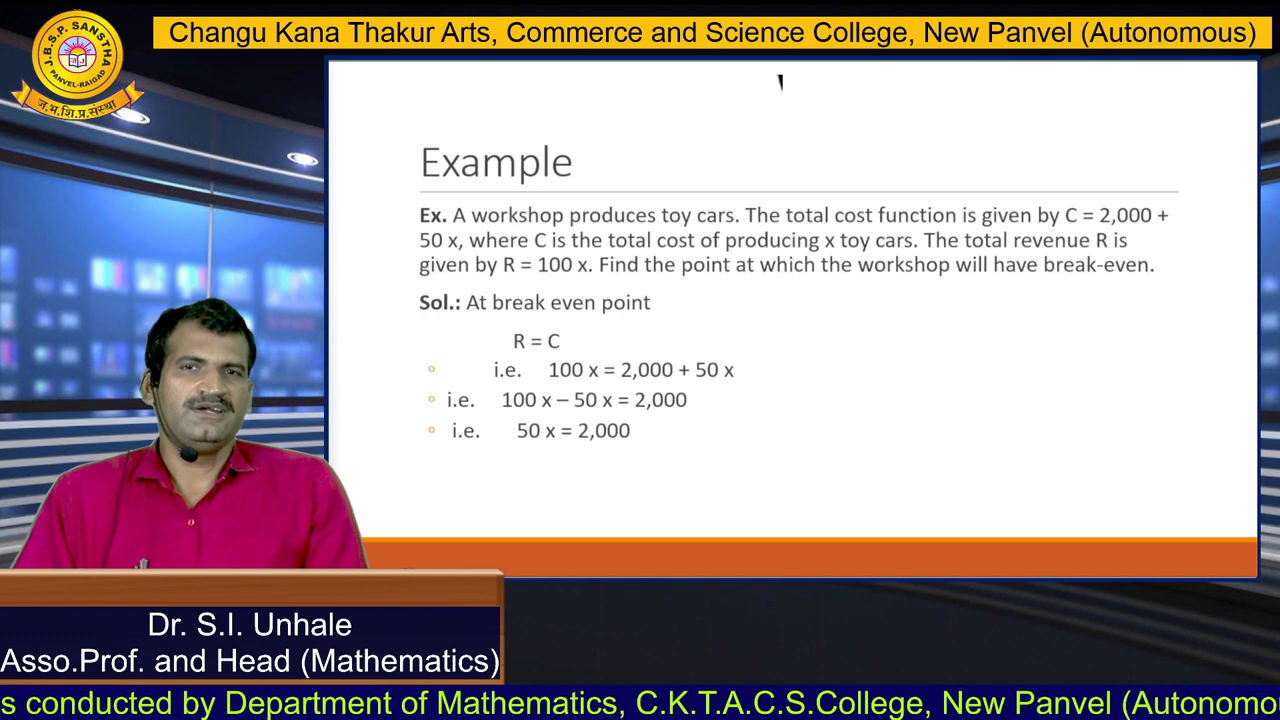 Changu Kana Thakur Arts, Commerce and Science College, New Panvel (Autonomous)
J.B.S.P. SANSTHA
PANVEL-RAIGAD
ज.भ.शि.प्र.संस्था
Example
Ex. A workshop produces toy cars. The total cost function is given by C = 2,000 +
50 x, where C is the total cost of producing x toy cars. The total revenue R is
given by R = 100 x. Find the point at which the workshop will have break-even.
Sol.: At break even point
R = C
i.e. 100 x = 2,000 + 50 x
i.e. 100 x – 50 x = 2,000
i.e. 50 x = 2,000
Dr. S.I. Unhale
Asso.Prof. and Head (Mathematics)
s conducted by Department of Mathematics, C.K.T.A.C.S.College, New Panvel (Autonomo